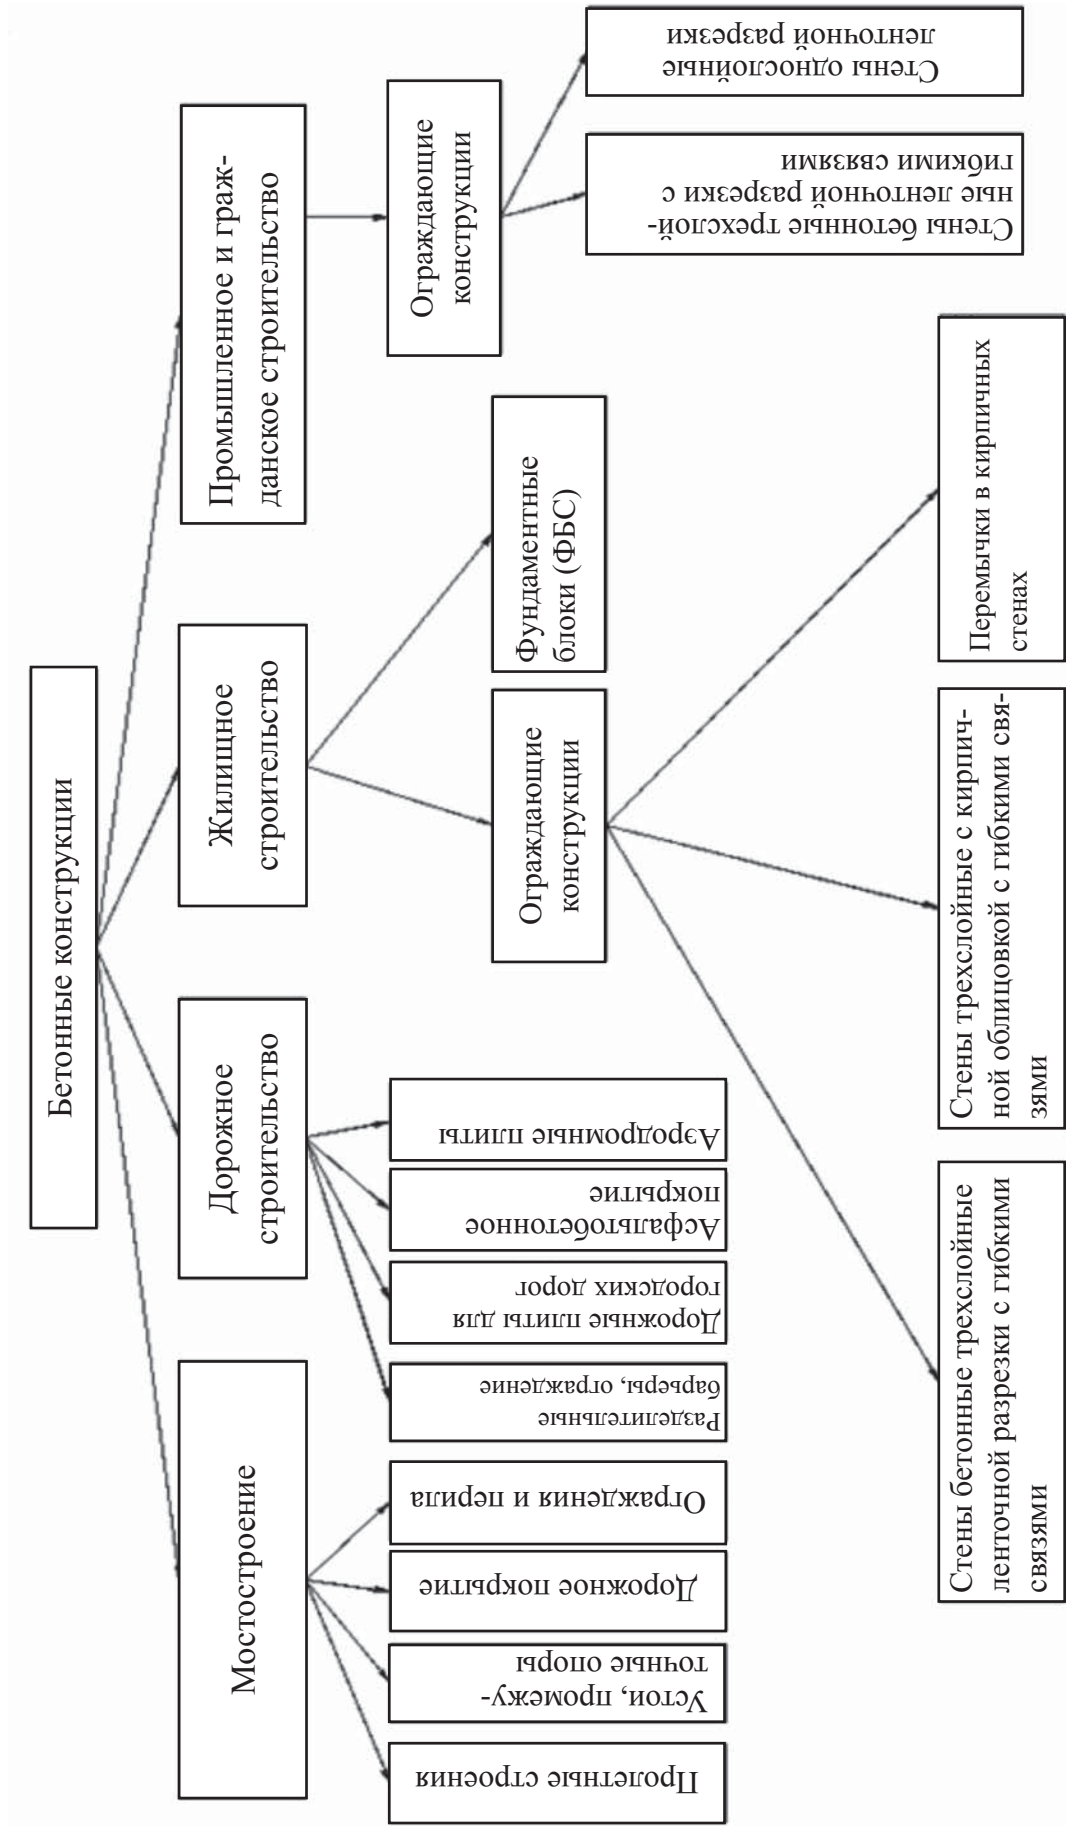 Бетонные конструкции
Мостостроение
Дорожное
строительство
Жилищное
строительство
Промышленное и граж-
данское строительство
Пролетные строения
Устои, промежу-
точные опоры
Дорожное покрытие
Ограждения и перила
Разделительные
барьеры, ограждение
Дорожные плиты для
городских дорог
Асфальтобетонное
покрытие
Аэродромные плиты
Ограждающие
конструкции
Фундаментные
блоки (ФБС)
Ограждающие
конструкции
Стены бетонные трехслой-
ные ленточной разрезки с
гибкими связями
Стены однослойные
ленточной разрезки
Стены бетонные трехслойные
ленточной разрезки с гибкими
связями
Стены трехслойные с кирпич-
ной облицовкой с гибкими свя-
зями
Перемычки в кирпичных
стенах